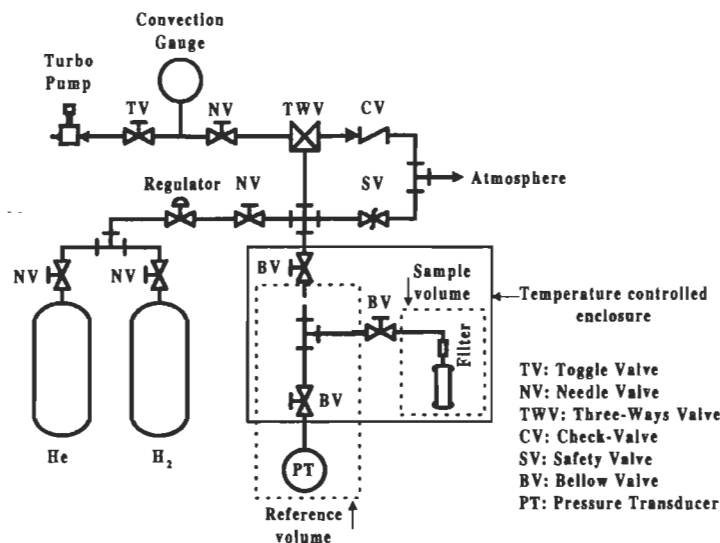 Convection
Gauge
Turbo
Pump
TV
NV
TWV
CV
Regulator
NV
SV
Atmosphere
NV
NV
BV
Sample
volume
BV
Temperature controlled
enclosure
Filter
BV
He
H₂
PT
Reference
volume
TV: Toggle Valve
NV: Needle Valve
TWV: Three-Ways Valve
CV: Check-Valve
SV: Safety Valve
BV: Bellow Valve
PT: Pressure Transducer